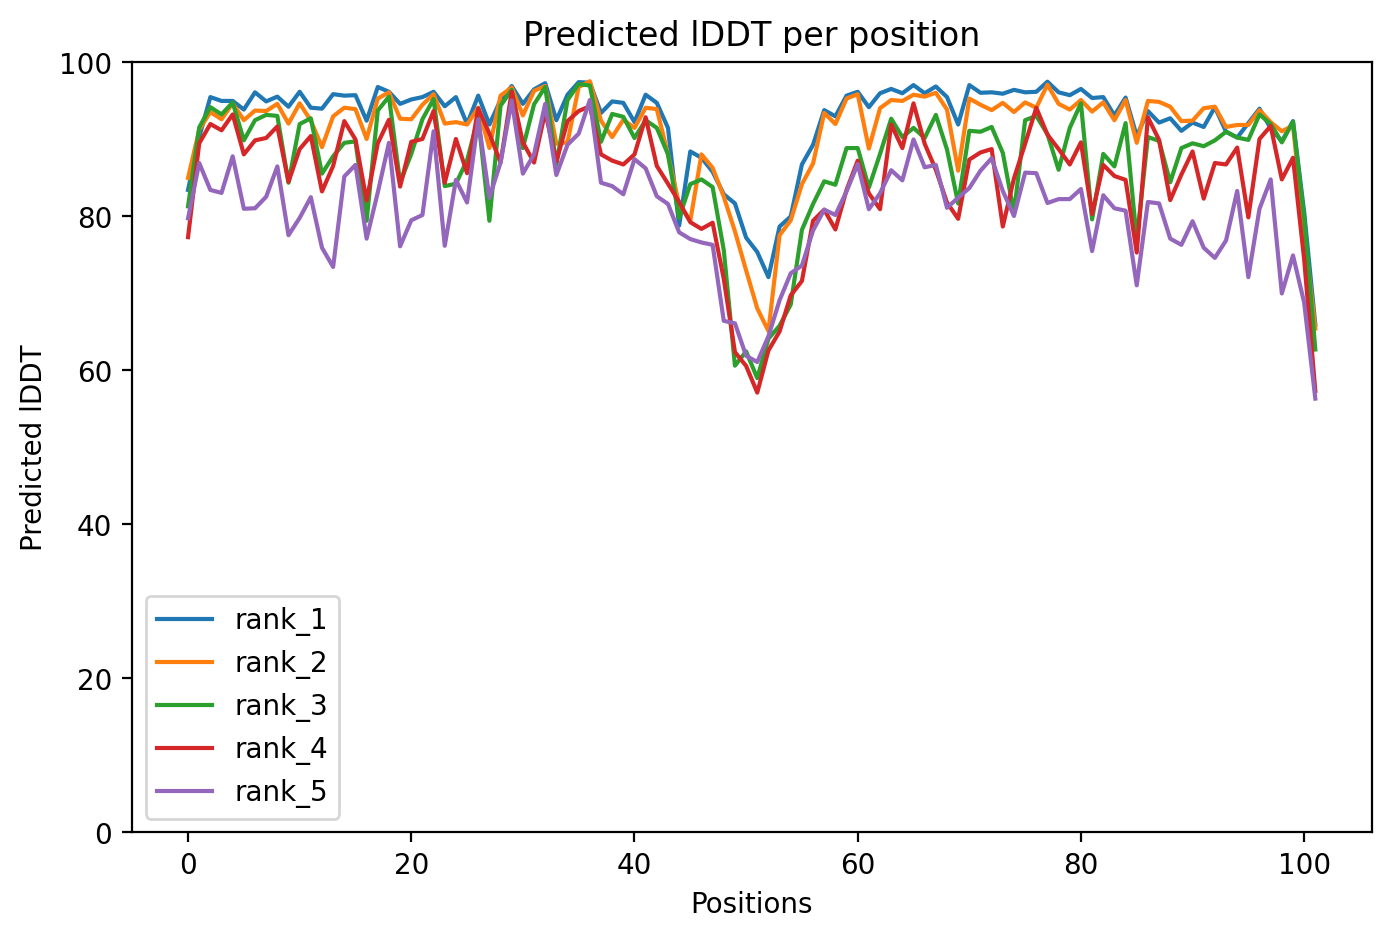 Predicted lDDT per position
100
80
60
40
20
0
Predicted lDDT
rank_1
rank_2
rank_3
rank_4
rank_5
0 20 40 60 80 100
Positions